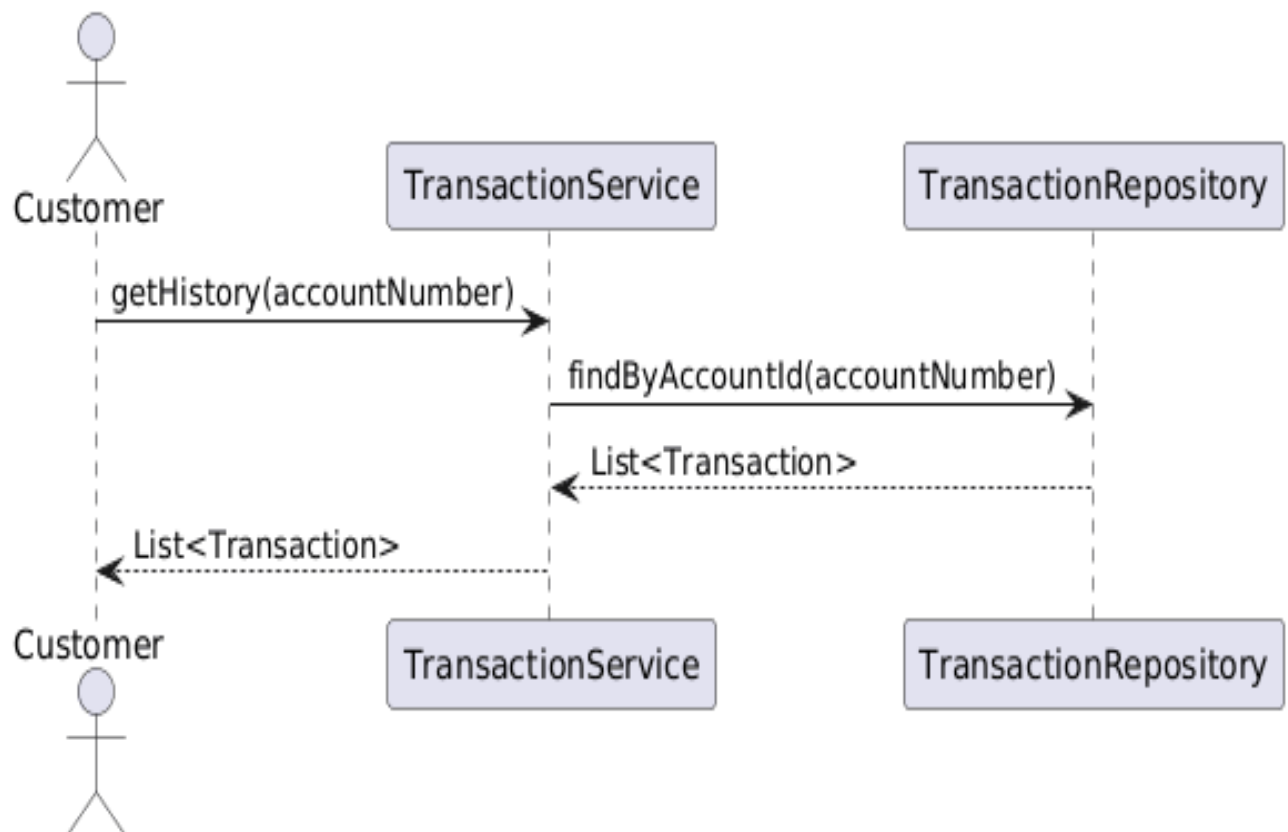 Customer
TransactionService
TransactionRepository
getHistory(accountNumber)
findByAccountId(accountNumber)
List<Transaction>
List<Transaction>
Customer
TransactionService
TransactionRepository